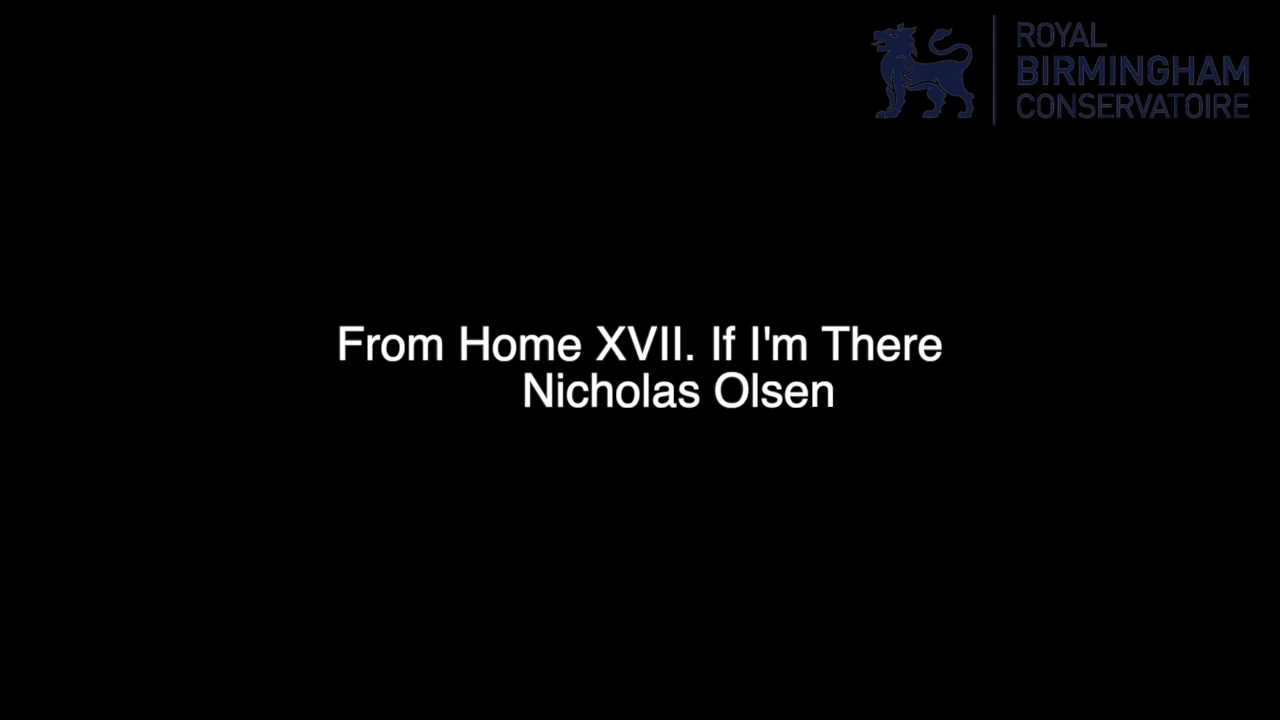 ROYAL
BIRMINGHAM
CONSERVATOIRE
From Home XVII. If I'm There
Nicholas Olsen